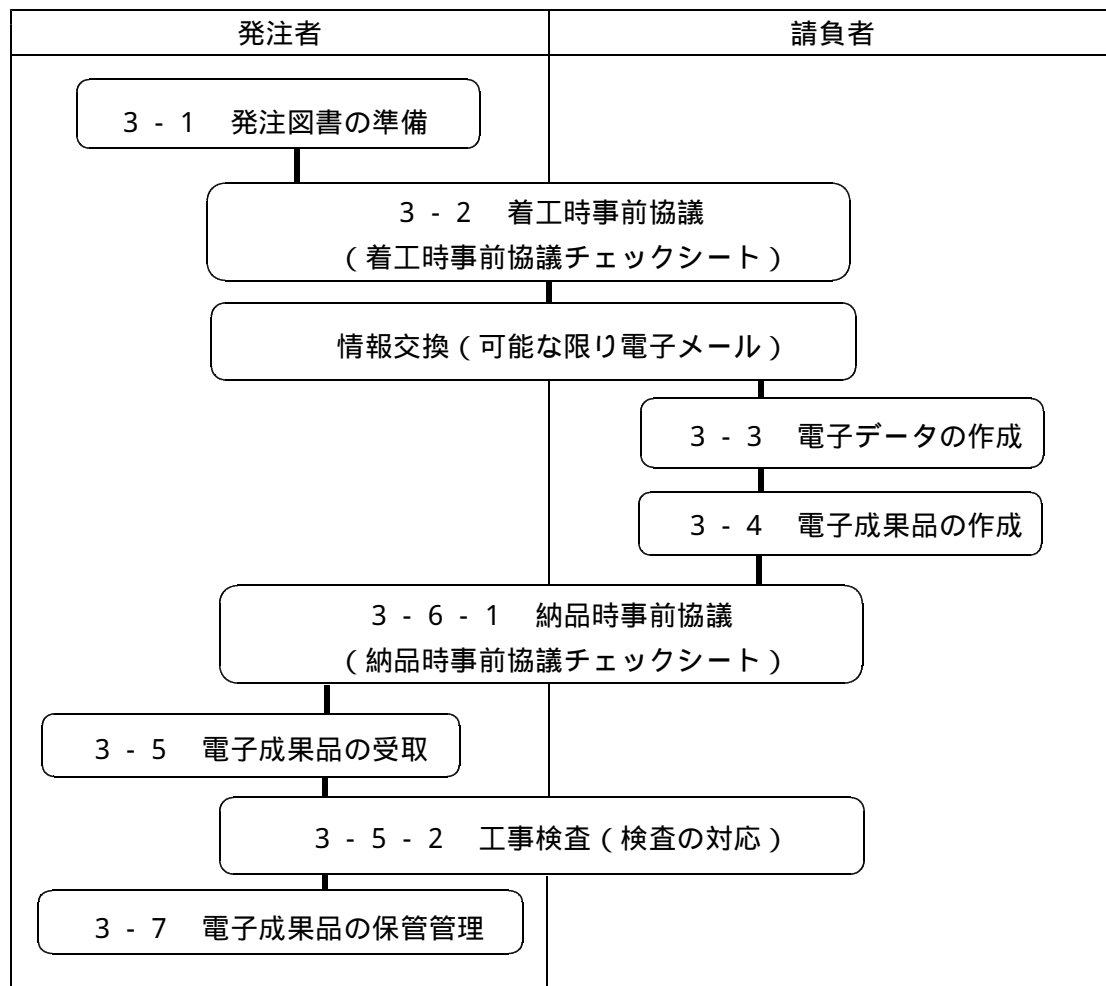 発注者
請負者
3-1 発注図書の準備
3-2 着工時事前協議
(着工時事前協議チェックシート)
情報交換(可能な限り電子メール)
3-3 電子データの作成
3-4 電子成果品の作成
3-6-1 納品時事前協議
(納品時事前協議チェックシート)
3-5 電子成果品の受取
3-5-2 工事検査(検査の対応)
3-7 電子成果品の保管管理